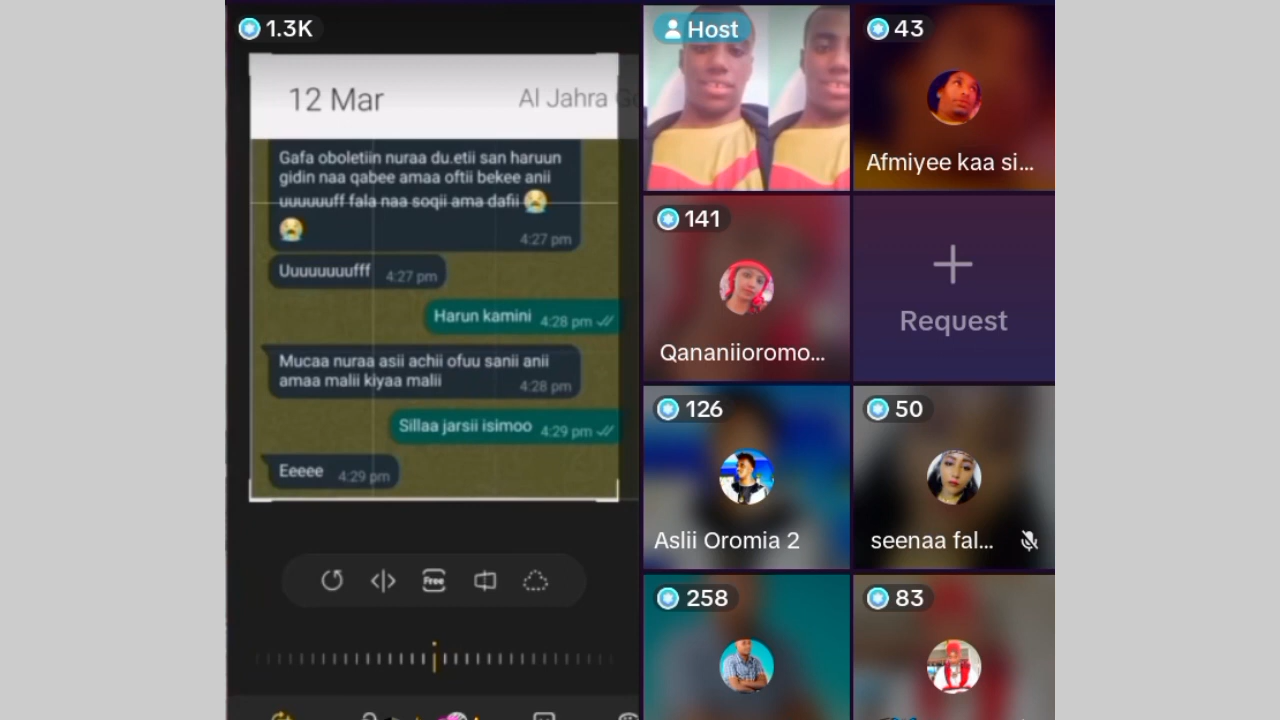 1.3K
12 Mar
Al Jahra
Gafa oboletiin nuraa du.etii san haruun
gidin naa qabee amaa oftii bekee anii
uuuuuuff fala naa soqii ama dafii 😭
😭
4:27 pm
Uuuuuuuufff 4:27 pm
Harun kamini 4:28 pm
Mucaa nuraa asii achii ofuu sanii anii
amaa malii kiyaa malii 4:28 pm
Sillaa jarsii isimoo 4:29 pm
Eeeee 4:29 pm
Free
Host
43
Afmiyee kaa si...
141
Qananiioromo...
+
Request
126
Aslii Oromia 2
50
seenaa fal...
258
83